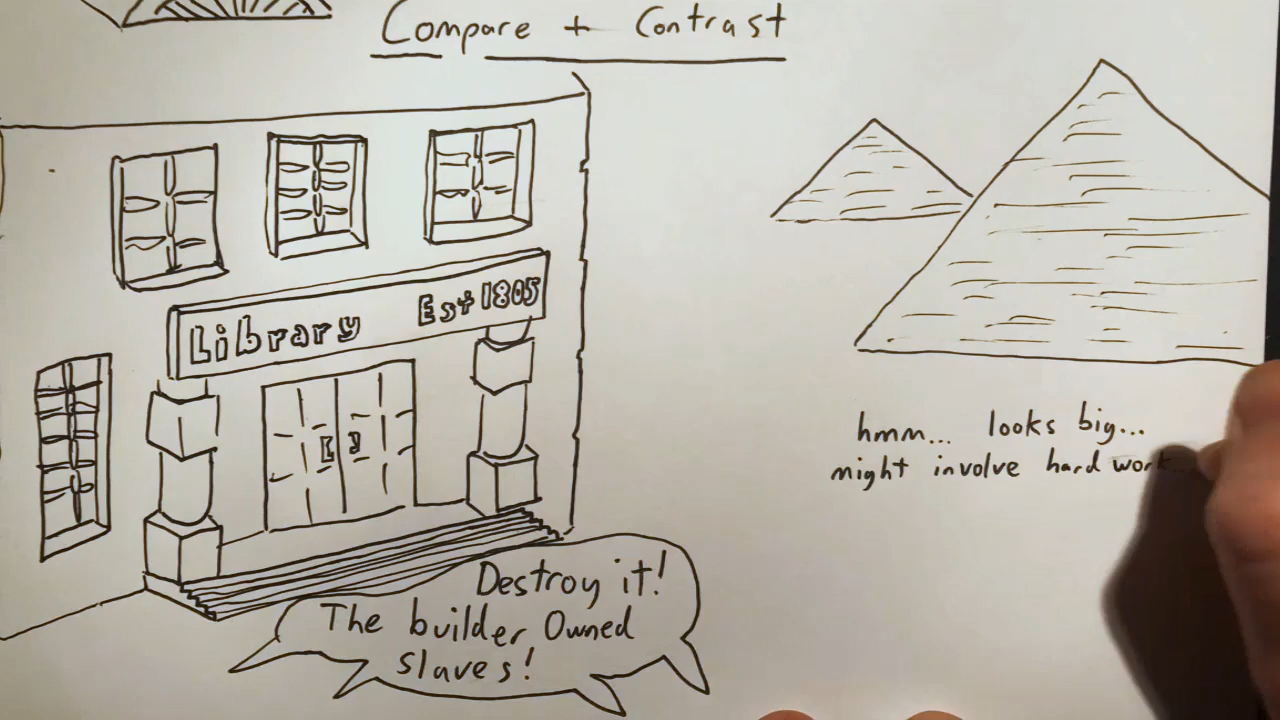 Compare + Contrast
Library Est 1805
Destroy it!
The builder Owned
slaves!
hmm... looks big...
might involve hard work...